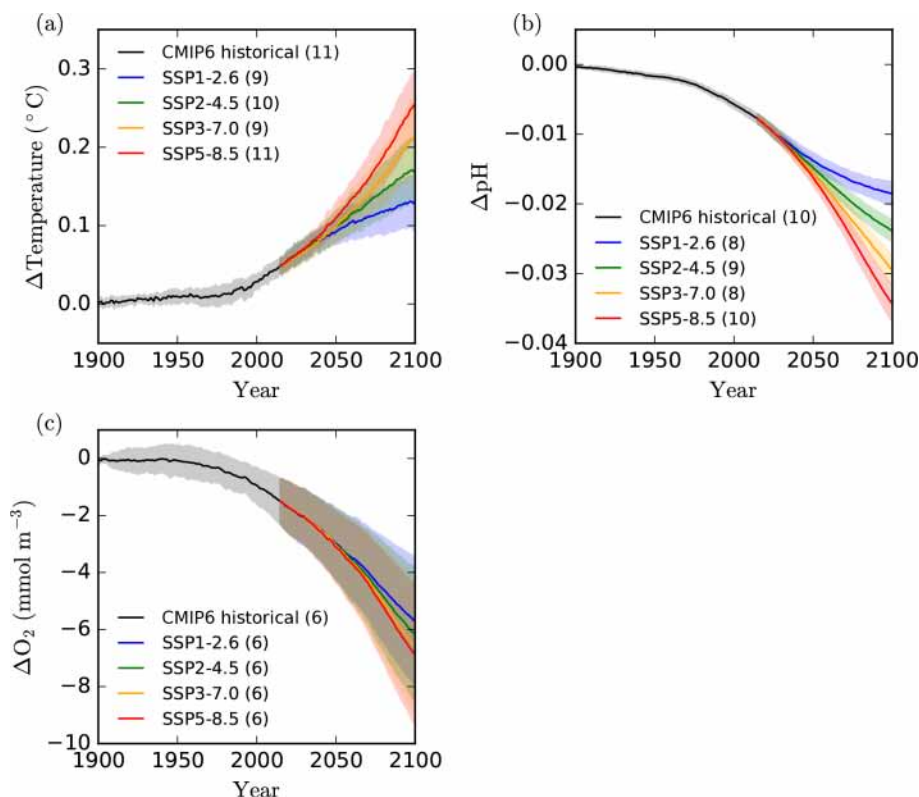 (a)
ΔTemperature (°C)
0.3
0.2
0.1
0.0
CMIP6 historical (11)
SSP1-2.6 (9)
SSP2-4.5 (10)
SSP3-7.0 (9)
SSP5-8.5 (11)
1900 1950 2000 2050 2100
Year
(b)
ΔpH
0.00
−0.01
−0.02
−0.03
−0.04
CMIP6 historical (10)
SSP1-2.6 (8)
SSP2-4.5 (9)
SSP3-7.0 (8)
SSP5-8.5 (10)
1900 1950 2000 2050 2100
Year
(c)
ΔO₂ (mmol m⁻³)
0
−2
−4
−6
−8
−10
CMIP6 historical (6)
SSP1-2.6 (6)
SSP2-4.5 (6)
SSP3-7.0 (6)
SSP5-8.5 (6)
1900 1950 2000 2050 2100
Year